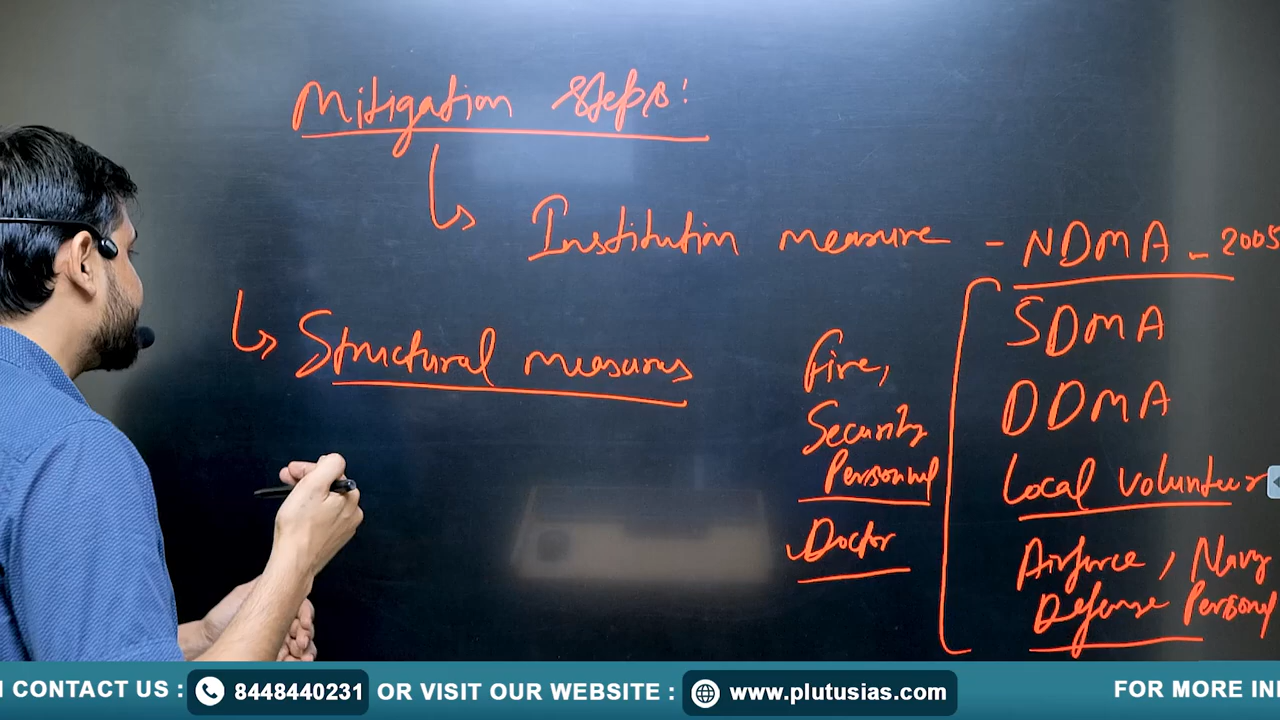 Mitigation steps:
Institution measure - NDMA - 2005
Structural measures
SDMA
DDMA
Local volunteer
Airforce, Navy
Defense Personnel
Fire,
Security
Personnel
Doctor
CONTACT US : 8448440231 OR VISIT OUR WEBSITE : www.plutusias.com FOR MORE IN